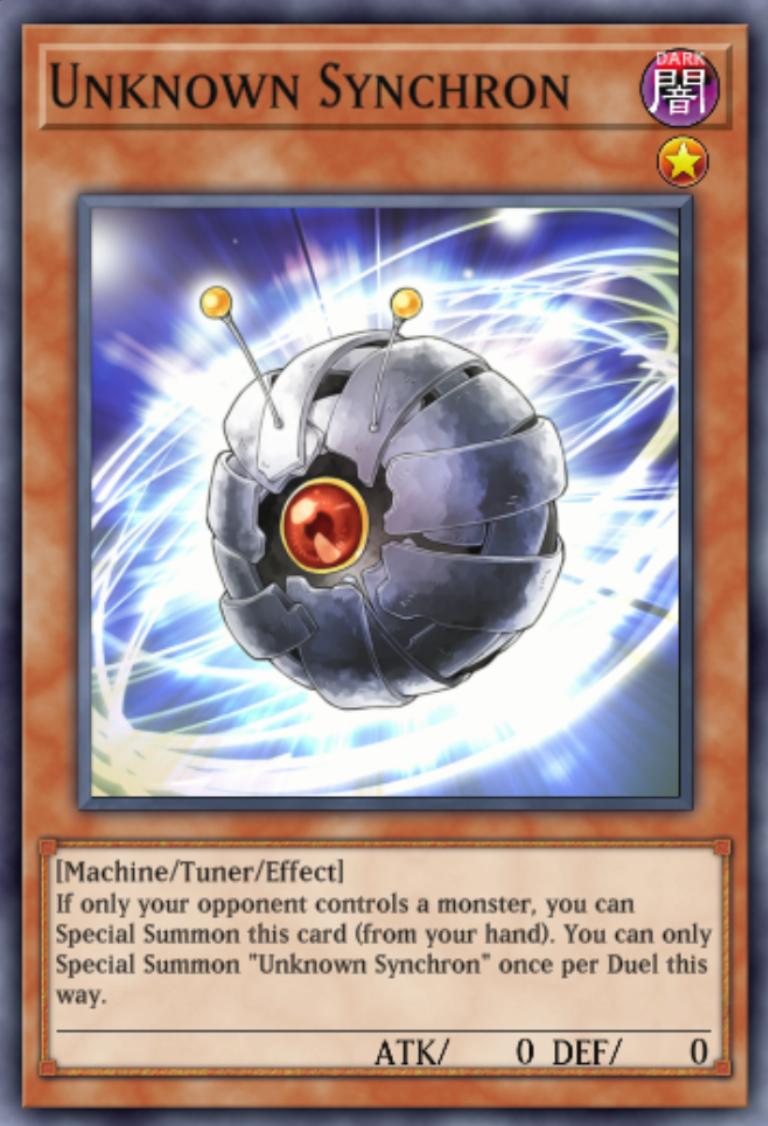 UNKNOWN SYNCHRON
DARK
闇
[Machine/Tuner/Effect]
If only your opponent controls a monster, you can
Special Summon this card (from your hand). You can only
Special Summon "Unknown Synchron" once per Duel this
way.
ATK/ 0 DEF/ 0